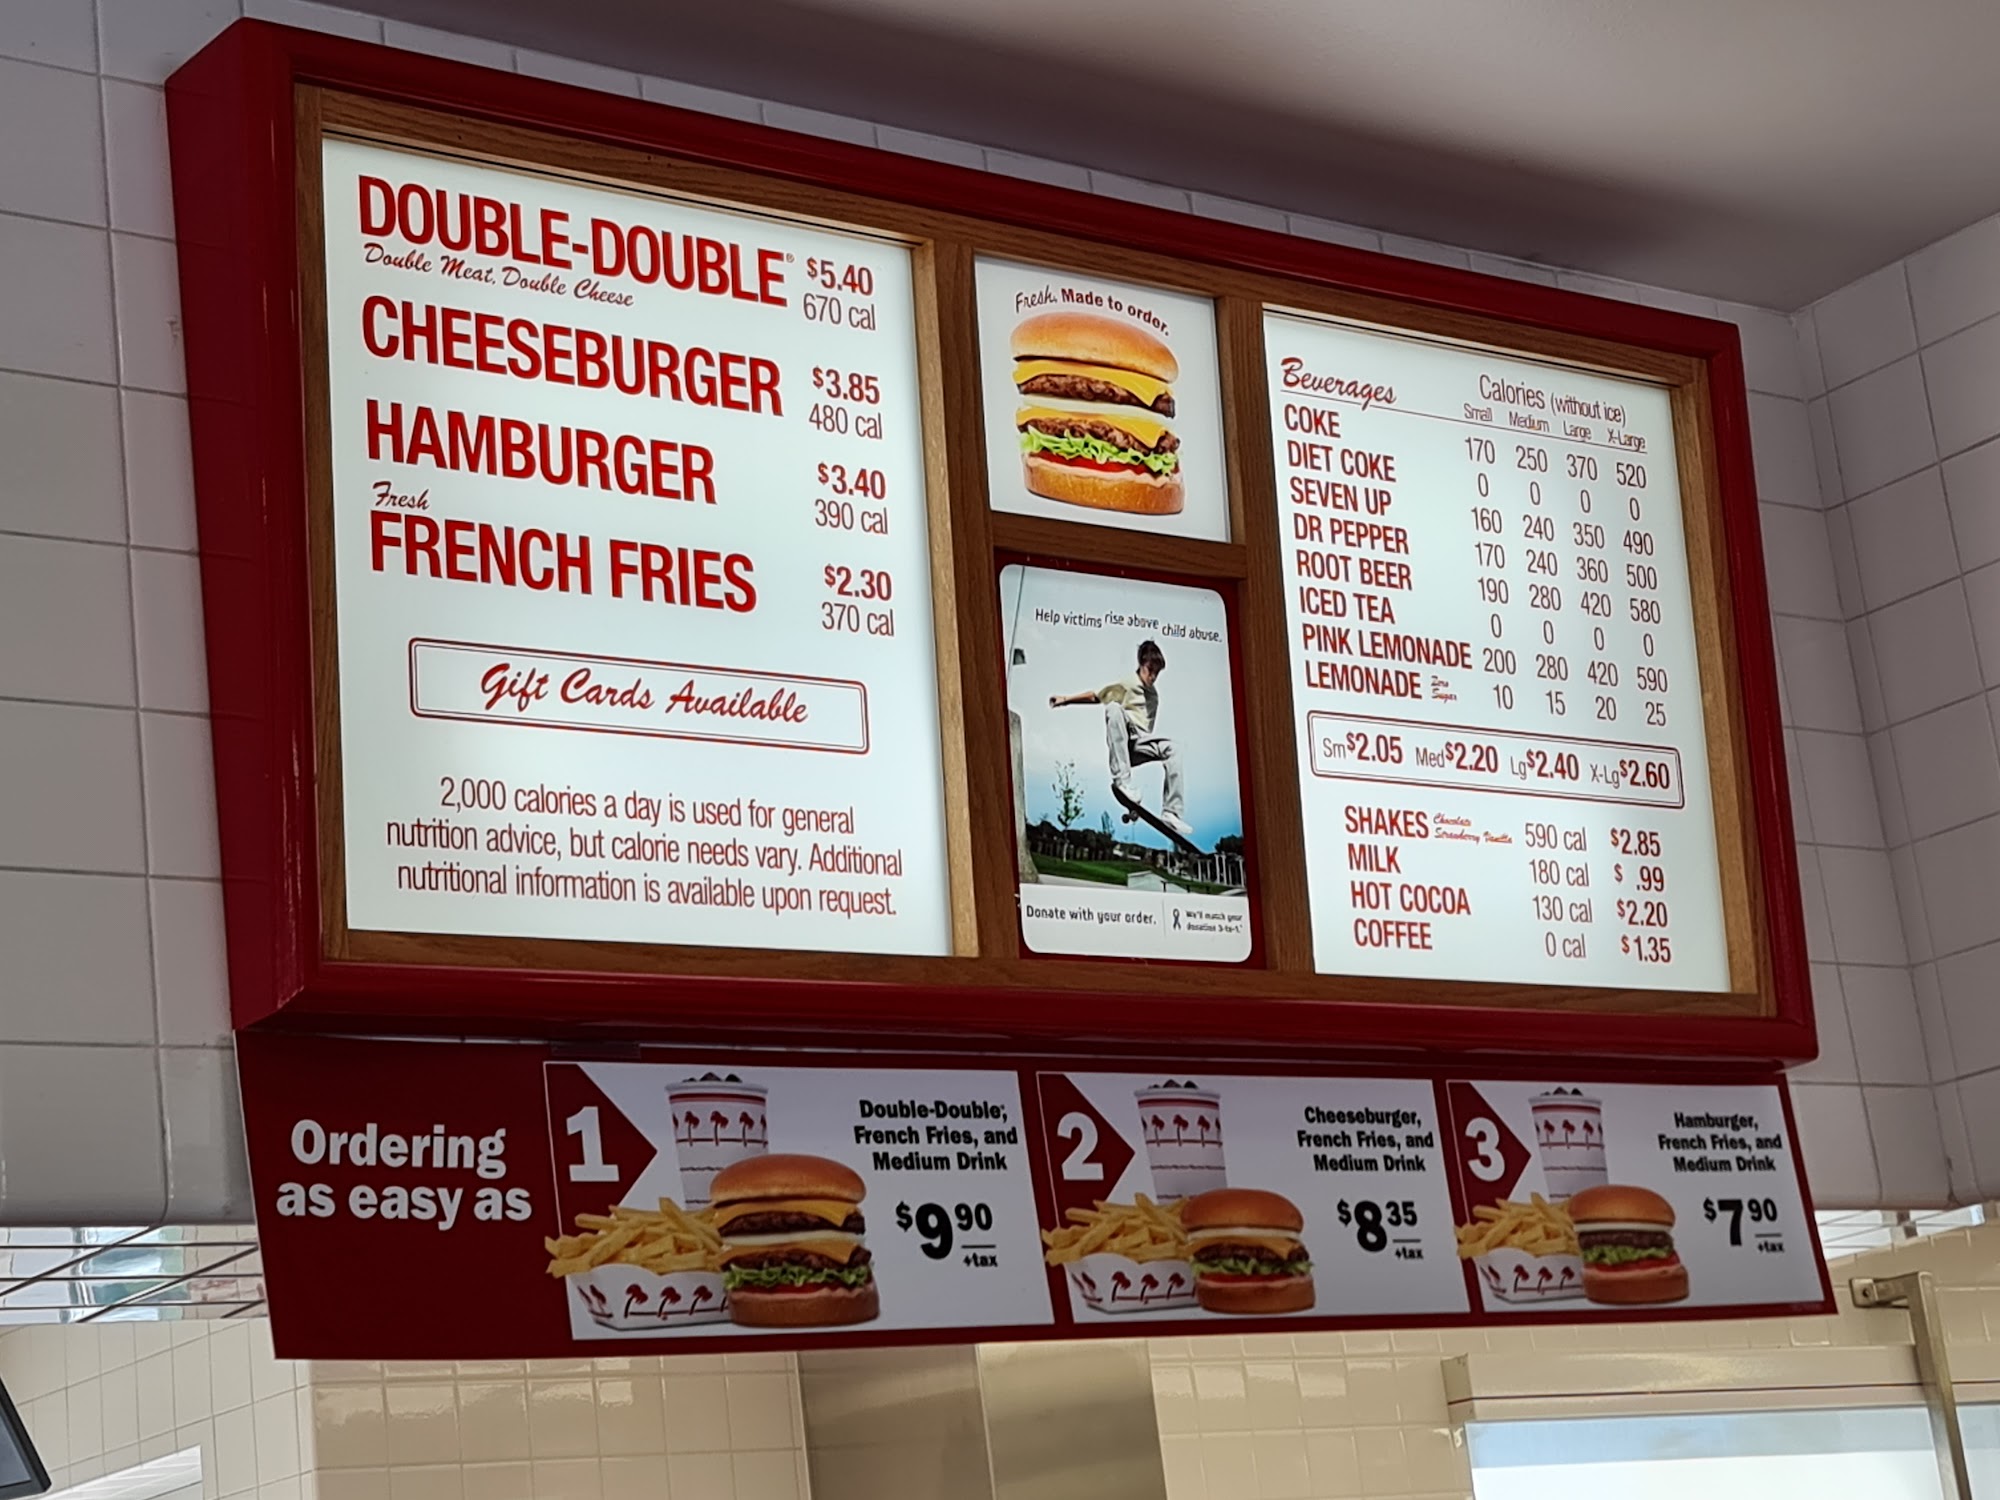 DOUBLE-DOUBLE® $5.40
Double Meat, Double Cheese 670 cal
CHEESEBURGER $3.85
480 cal
HAMBURGER $3.40
390 cal
Fresh
FRENCH FRIES $2.30
370 cal
Gift Cards Available
2,000 calories a day is used for general
nutrition advice, but calorie needs vary. Additional
nutritional information is available upon request.
Fresh. Made to order.
Help victims rise above child abuse.
Donate with your order.
We'll match your
donation 3-to-1.
Beverages Calories (without ice)
Small Medium Large X-Large
COKE 170 250 370 520
DIET COKE 0 0 0 0
SEVEN UP 160 240 350 490
DR PEPPER 170 240 360 500
ROOT BEER 190 280 420 580
ICED TEA 0 0 0 0
PINK LEMONADE 200 280 420 590
LEMONADE Zero Sugar 10 15 20 25
Sm $2.05 Med $2.20 Lg $2.40 X-Lg $2.60
SHAKES Chocolate Strawberry Vanilla 590 cal $2.85
MILK 180 cal $ .99
HOT COCOA 130 cal $2.20
COFFEE 0 cal $1.35
Ordering
as easy as
1
Double-Double®,
French Fries, and
Medium Drink
$9.90
+tax
2
Cheeseburger,
French Fries, and
Medium Drink
$8.35
+tax
3
Hamburger,
French Fries, and
Medium Drink
$7.90
+tax